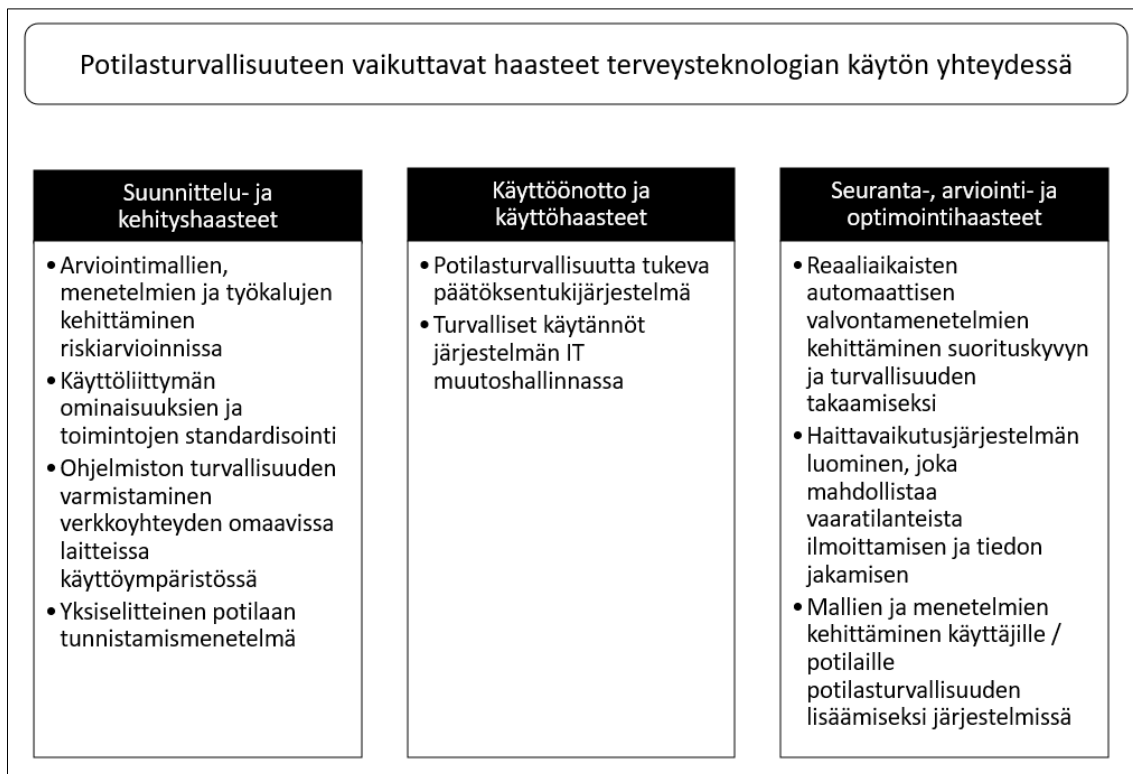 Potilasturvallisuuteen vaikuttavat haasteet terveysteknologian käytön yhteydessä
Suunnittelu- ja
kehityshaasteet
•Arviointimallien,
menetelmien ja työkalujen
kehittäminen
riskiarvioinnissa
•Käyttöliittymän
ominaisuuksien ja
toimintojen standardisointi
•Ohjelmiston turvallisuuden
varmistaminen
verkkoyhteyden omaavissa
laitteissa
käyttöympäristössä
•Yksiselitteinen potilaan
tunnistamismenetelmä
Käyttöönotto ja
käyttöhaasteet
•Potilasturvallisuutta tukeva
päätöksentukijärjestelmä
•Turvalliset käytännöt
järjestelmän IT
muutoshallinnassa
Seuranta-, arviointi- ja
optimointihaasteet
•Reaaliaikaisten
automaattisen
valvontamenetelmien
kehittäminen suorituskyvyn
ja turvallisuuden
takaamiseksi
•Haittavaikutusjärjestelmän
luominen, joka
mahdollistaa
vaaratilanteista
ilmoittamisen ja tiedon
jakamisen
•Mallien ja menetelmien
kehittäminen käyttäjille /
potilaille
potilasturvallisuuden
lisäämiseksi järjestelmissä